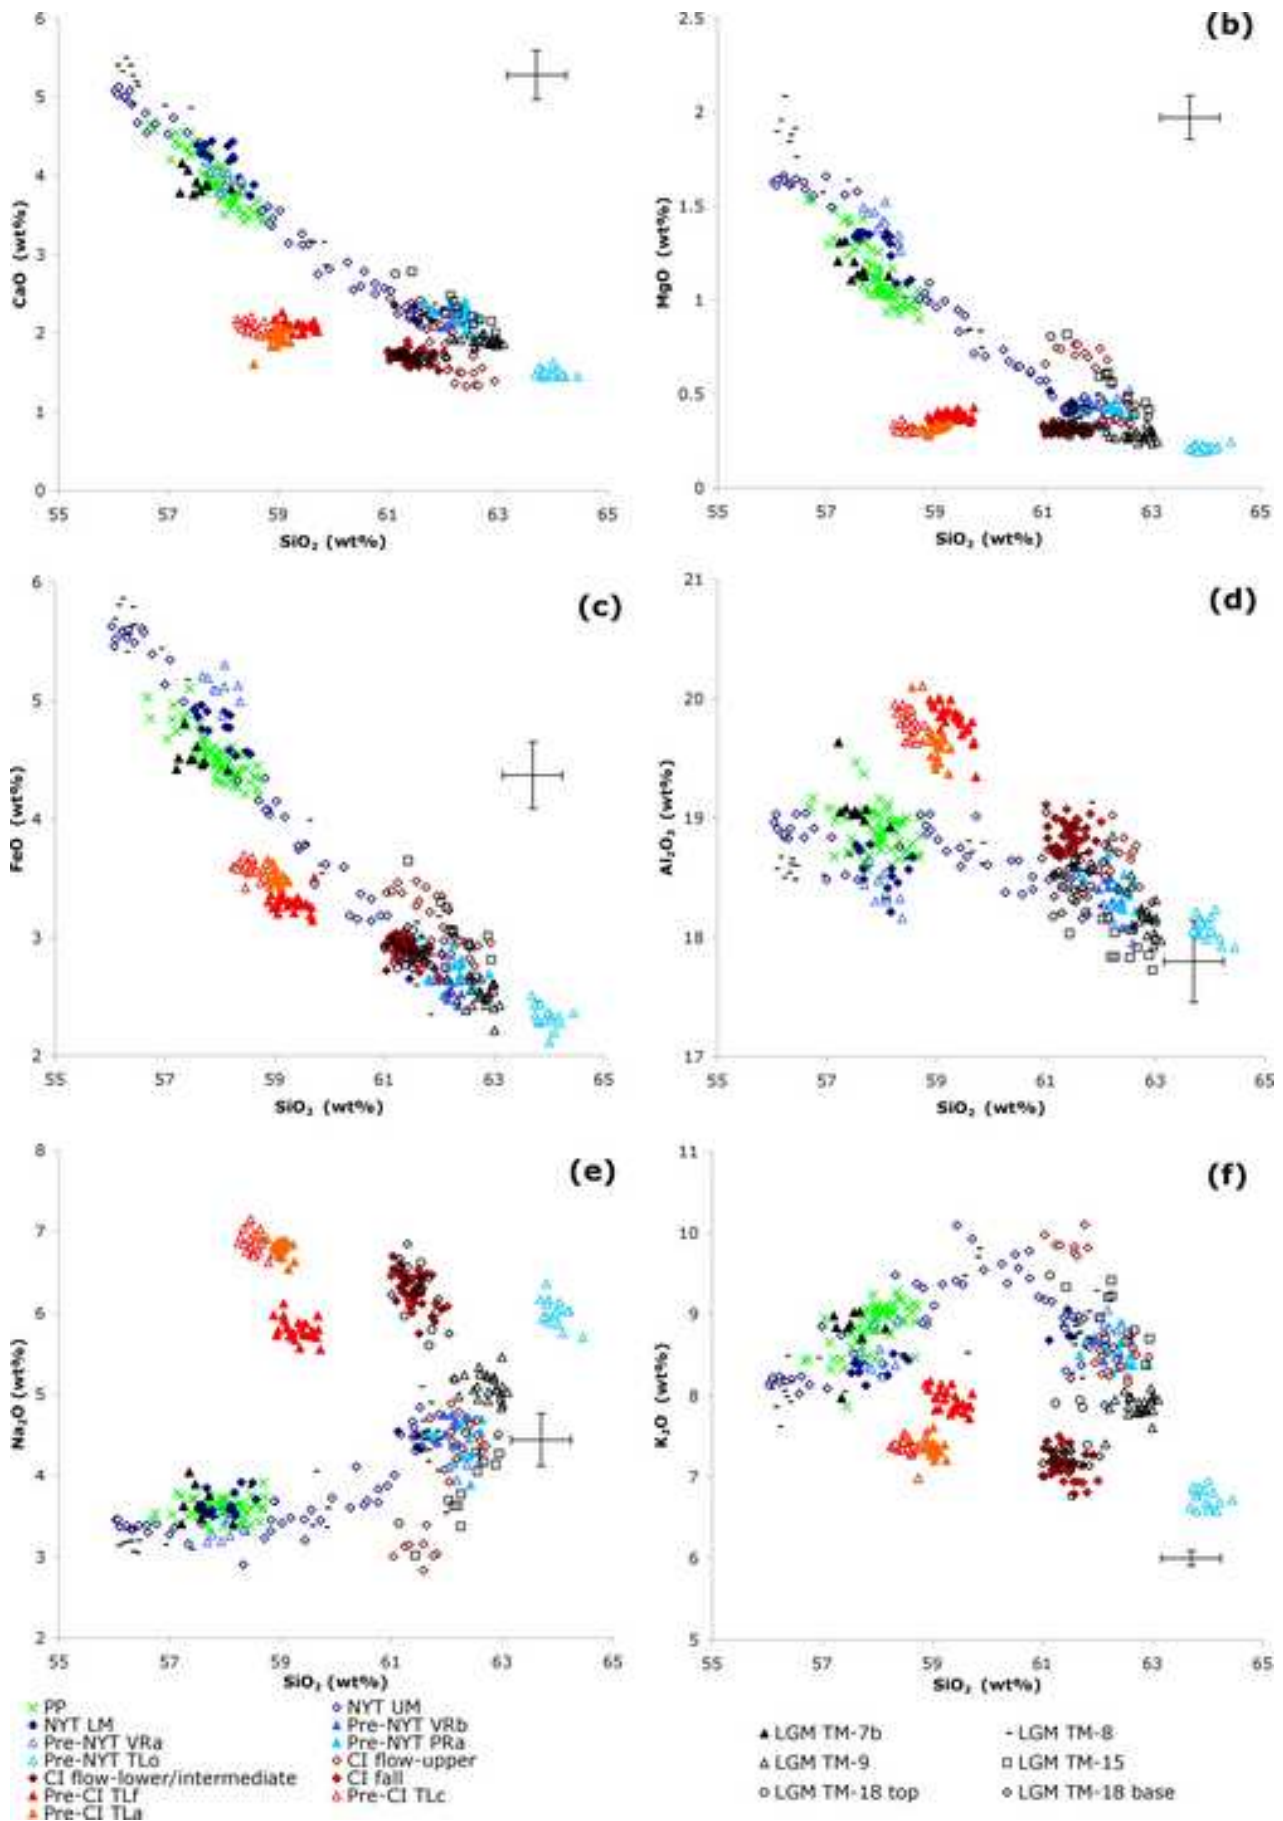 6
5
4
3
2
1
0
CaO (wt%)
55 57 59 61 63 65
SiO₂ (wt%)
(b)
2.5
2
1.5
1
0.5
0
MgO (wt%)
55 57 59 61 63 65
SiO₂ (wt%)
(c)
6
5
4
3
2
FeO (wt%)
55 57 59 61 63 65
SiO₂ (wt%)
(d)
21
20
19
18
17
Al₂O₃ (wt%)
55 57 59 61 63 65
SiO₂ (wt%)
(e)
8
7
6
5
4
3
2
Na₂O (wt%)
55 57 59 61 63 65
SiO₂ (wt%)
(f)
11
10
9
8
7
6
5
K₂O (wt%)
55 57 59 61 63 65
SiO₂ (wt%)
PP
NYT LM
Pre-NYT VRa
Pre-NYT TLo
CI flow-lower/intermediate
Pre-CI TLf
Pre-CI TLa
NYT UM
Pre-NYT VRb
Pre-NYT PRa
CI flow-upper
CI fall
Pre-CI TLc
LGM TM-7b
LGM TM-9
LGM TM-18 top
LGM TM-8
LGM TM-15
LGM TM-18 base